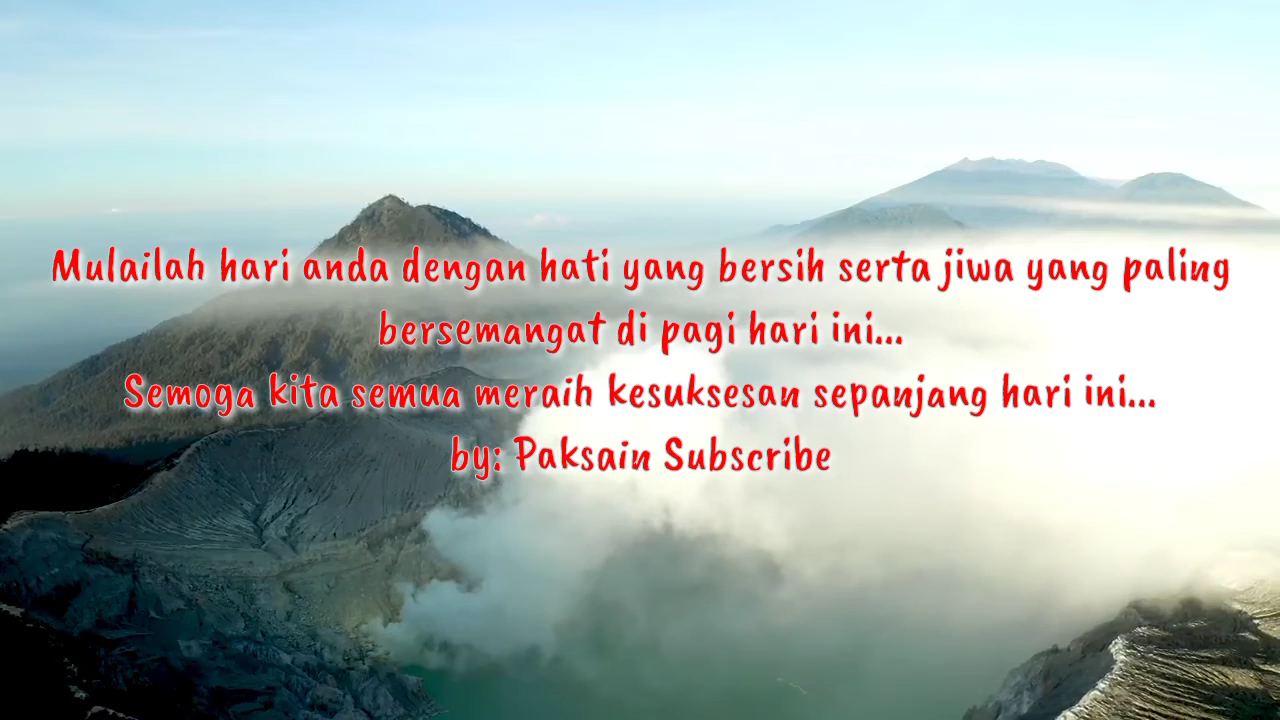 Mulailah hari anda dengan hati yang bersih serta jiwa yang paling
bersemangat di pagi hari ini...
Semoga kita semua meraih kesuksesan sepanjang hari ini...
by: Paksain Subscribe